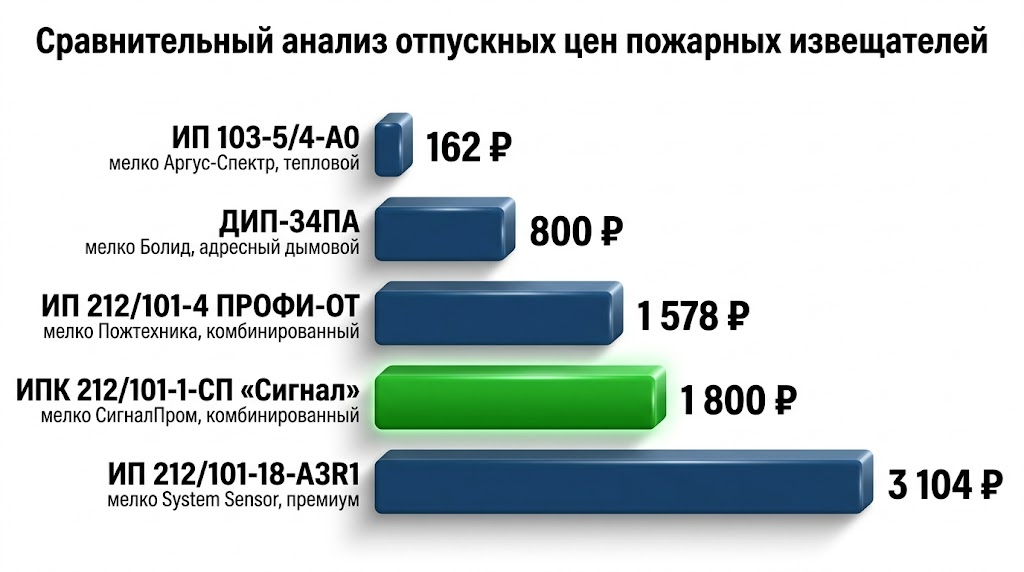 Сравнительный анализ отпускных цен пожарных извещателей
ИП 103-5/4-А0
мелко Аргус-Спектр, тепловой
162 ₽
ДИП-34ПА
мелко Болид, адресный дымовой
800 ₽
ИП 212/101-4 ПРОФИ-ОТ
мелко Пожтехника, комбинированный
1 578 ₽
ИПК 212/101-1-СП «Сигнал»
мелко СигналПром, комбинированный
1 800 ₽
ИП 212/101-18-A3R1
мелко System Sensor, премиум
3 104 ₽